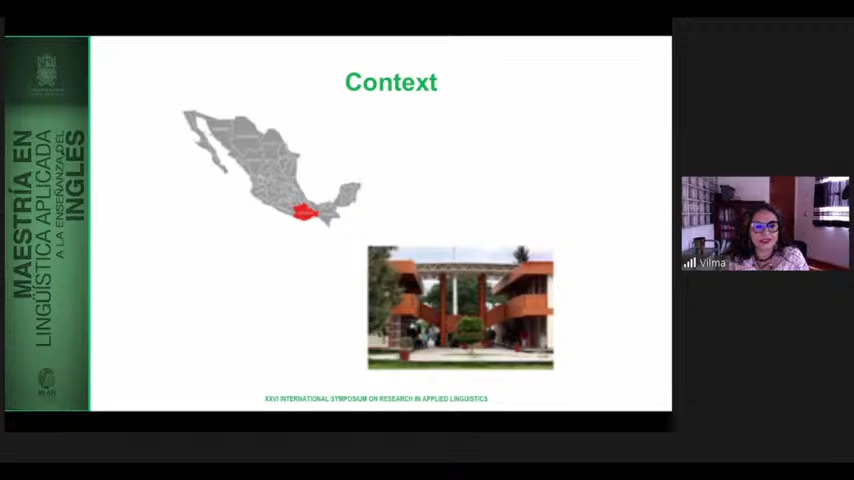 Context
MAESTRÍA EN
LINGÜÍSTICA APLICADA
A LA ENSEÑANZA DEL
INGLÉS
XXVI INTERNATIONAL SYMPOSIUM ON RESEARCH IN APPLIED LINGUISTICS
Vilma